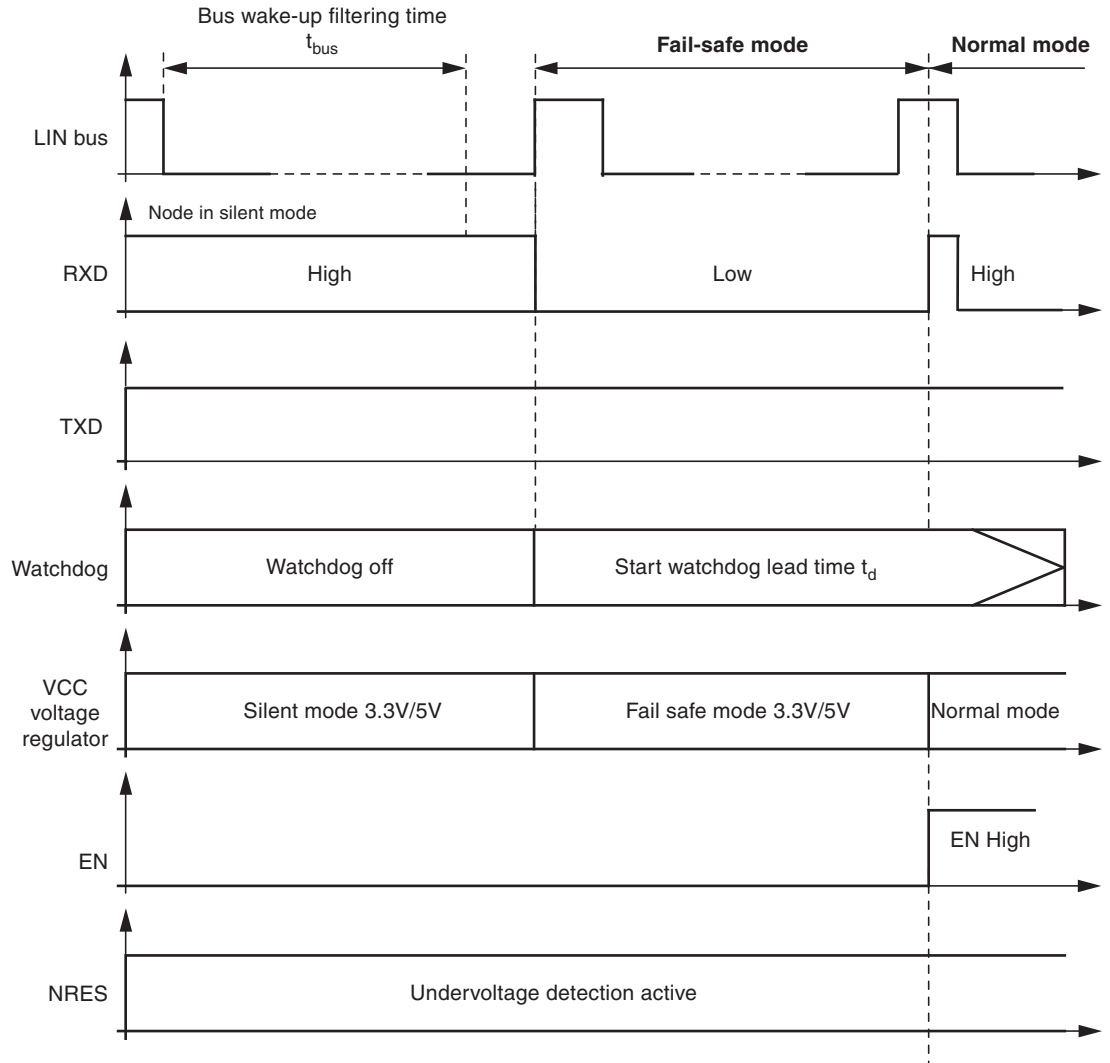 Bus wake-up filtering time
tbus
Fail-safe mode
Normal mode
LIN bus
Node in silent mode
RXD
High
Low
High
TXD
Watchdog
Watchdog off
Start watchdog lead time td
VCC
voltage
regulator
Silent mode 3.3V/5V
Fail safe mode 3.3V/5V
Normal mode
EN
EN High
NRES
Undervoltage detection active